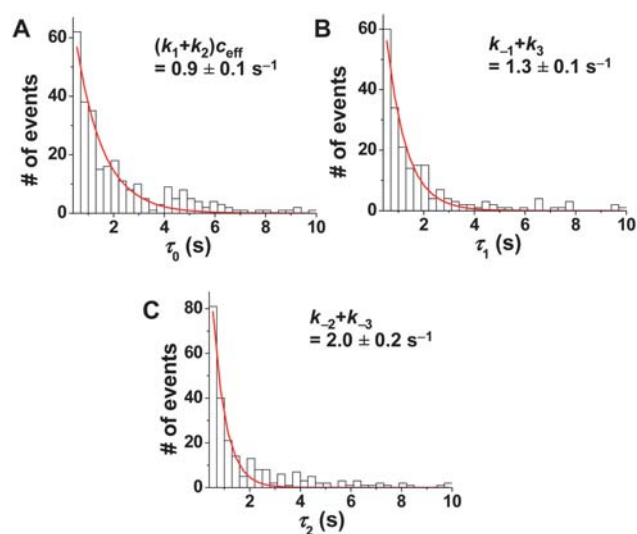 A
(k₁+k₂)c_eff
= 0.9 ± 0.1 s⁻¹
# of events
60
40
20
0
2 4 6 8 10
τ₀ (s)
B
k₋₁+k₃
= 1.3 ± 0.1 s⁻¹
# of events
60
40
20
0
2 4 6 8 10
τ₁ (s)
C
k₋₂+k₋₃
= 2.0 ± 0.2 s⁻¹
# of events
80
60
40
20
0
2 4 6 8 10
τ₂ (s)